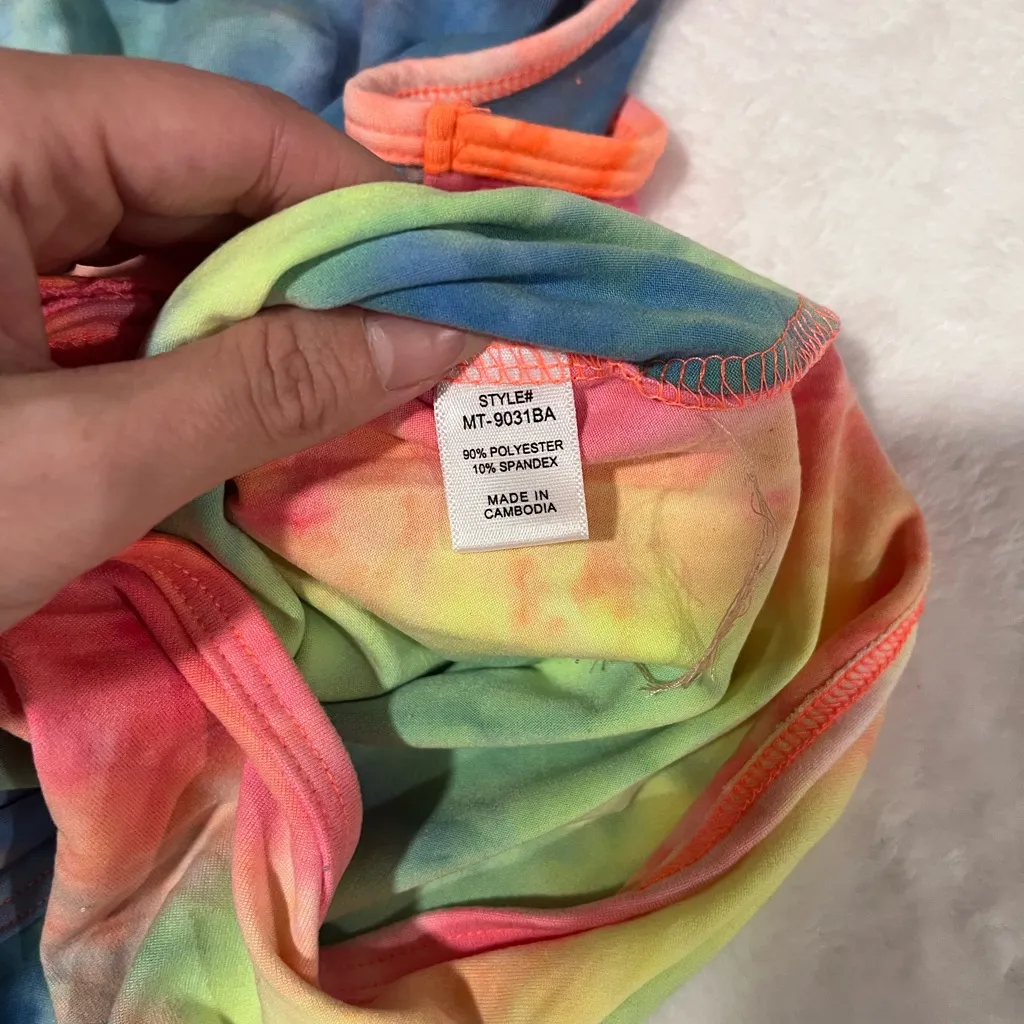 STYLE#
MT-9031BA
90% POLYESTER
10% SPANDEX
MADE IN
CAMBODIA